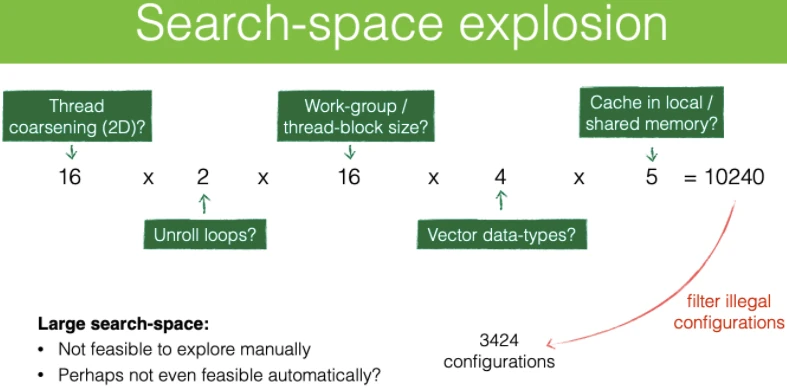 Search-space explosion
Thread
coarsening (2D)?
Work-group /
thread-block size?
Cache in local /
shared memory?
16 x 2 x 16 x 4 x 5 = 10240
Unroll loops?
Vector data-types?
filter illegal
configurations
Large search-space:
• Not feasible to explore manually
• Perhaps not even feasible automatically?
3424
configurations